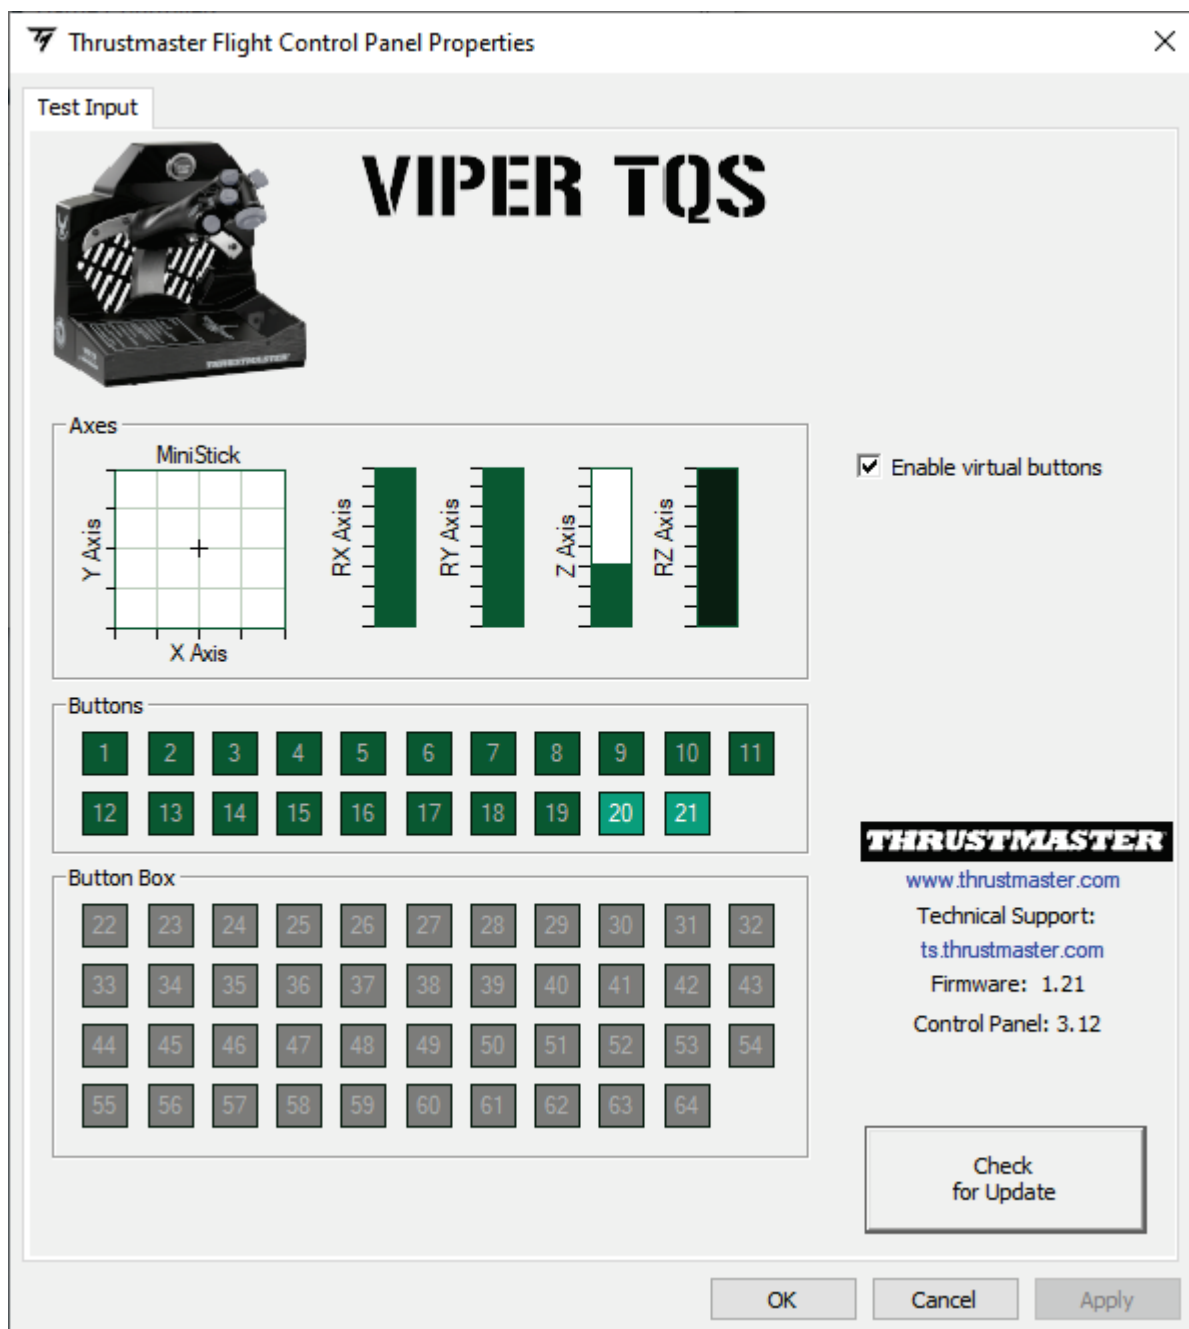 Thrustmaster Flight Control Panel Properties
Test Input
VIPER TQS
THRUSTMASTER
Axes
MiniStick
Y Axis
X Axis
RX Axis
RY Axis
Z Axis
RZ Axis
Enable virtual buttons
Buttons
1 2 3 4 5 6 7 8 9 10 11
12 13 14 15 16 17 18 19 20 21
Button Box
22 23 24 25 26 27 28 29 30 31 32
33 34 35 36 37 38 39 40 41 42 43
44 45 46 47 48 49 50 51 52 53 54
55 56 57 58 59 60 61 62 63 64
THRUSTMASTER
www.thrustmaster.com
Technical Support:
ts.thrustmaster.com
Firmware: 1.21
Control Panel: 3.12
Check
for Update
OK Cancel Apply